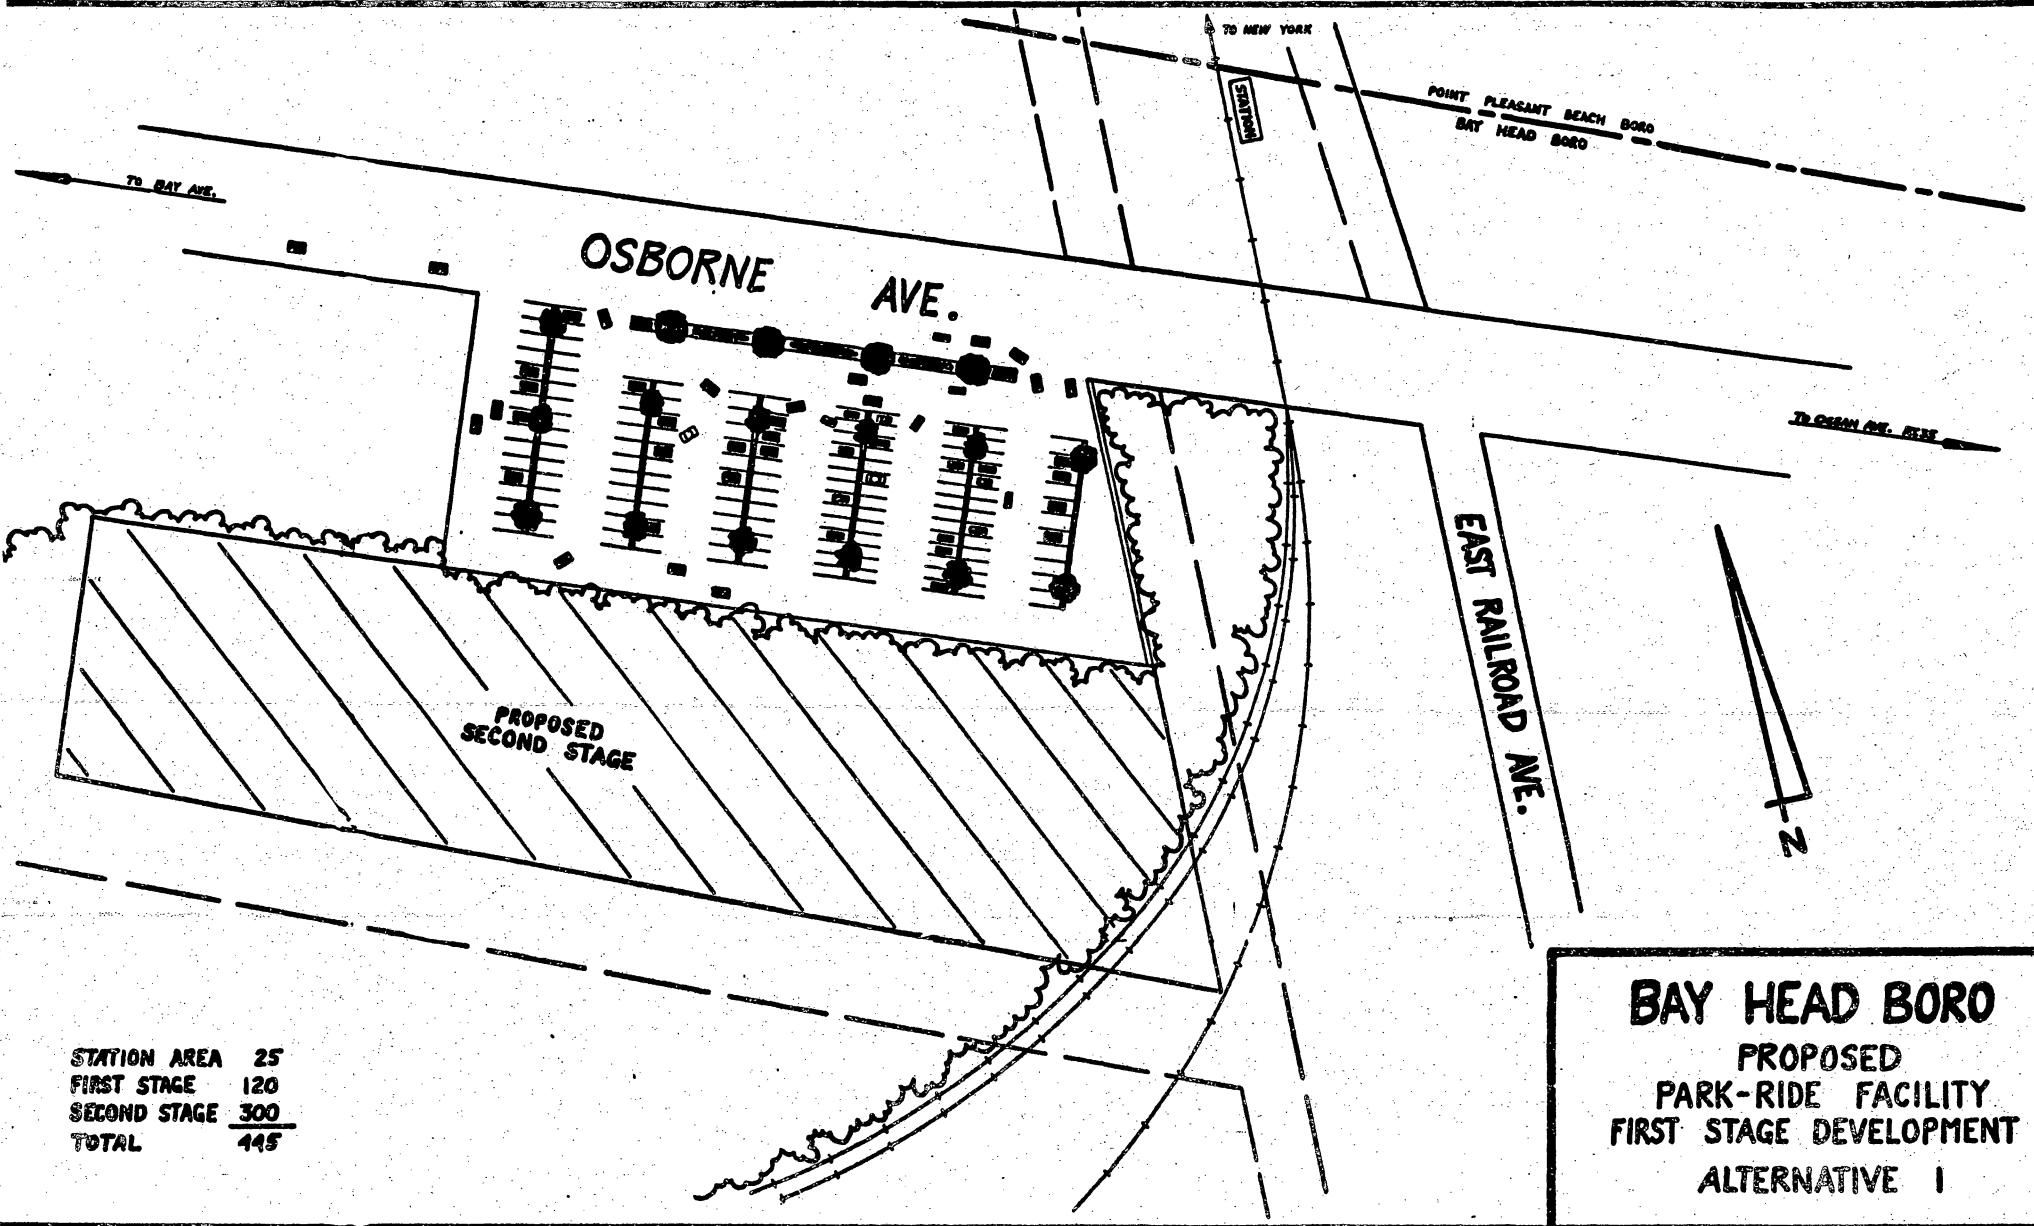 TO NEW YORK
STATION
POINT PLEASANT BEACH BORO
BAY HEAD BORO
TO BAY AVE.
OSBORNE AVE.
TO OCEAN AVE. RT35
EAST RAILROAD AVE.
N
PROPOSED
SECOND STAGE
STATION AREA 25
FIRST STAGE 120
SECOND STAGE 300
TOTAL 445
BAY HEAD BORO
PROPOSED
PARK-RIDE FACILITY
FIRST STAGE DEVELOPMENT
ALTERNATIVE 1